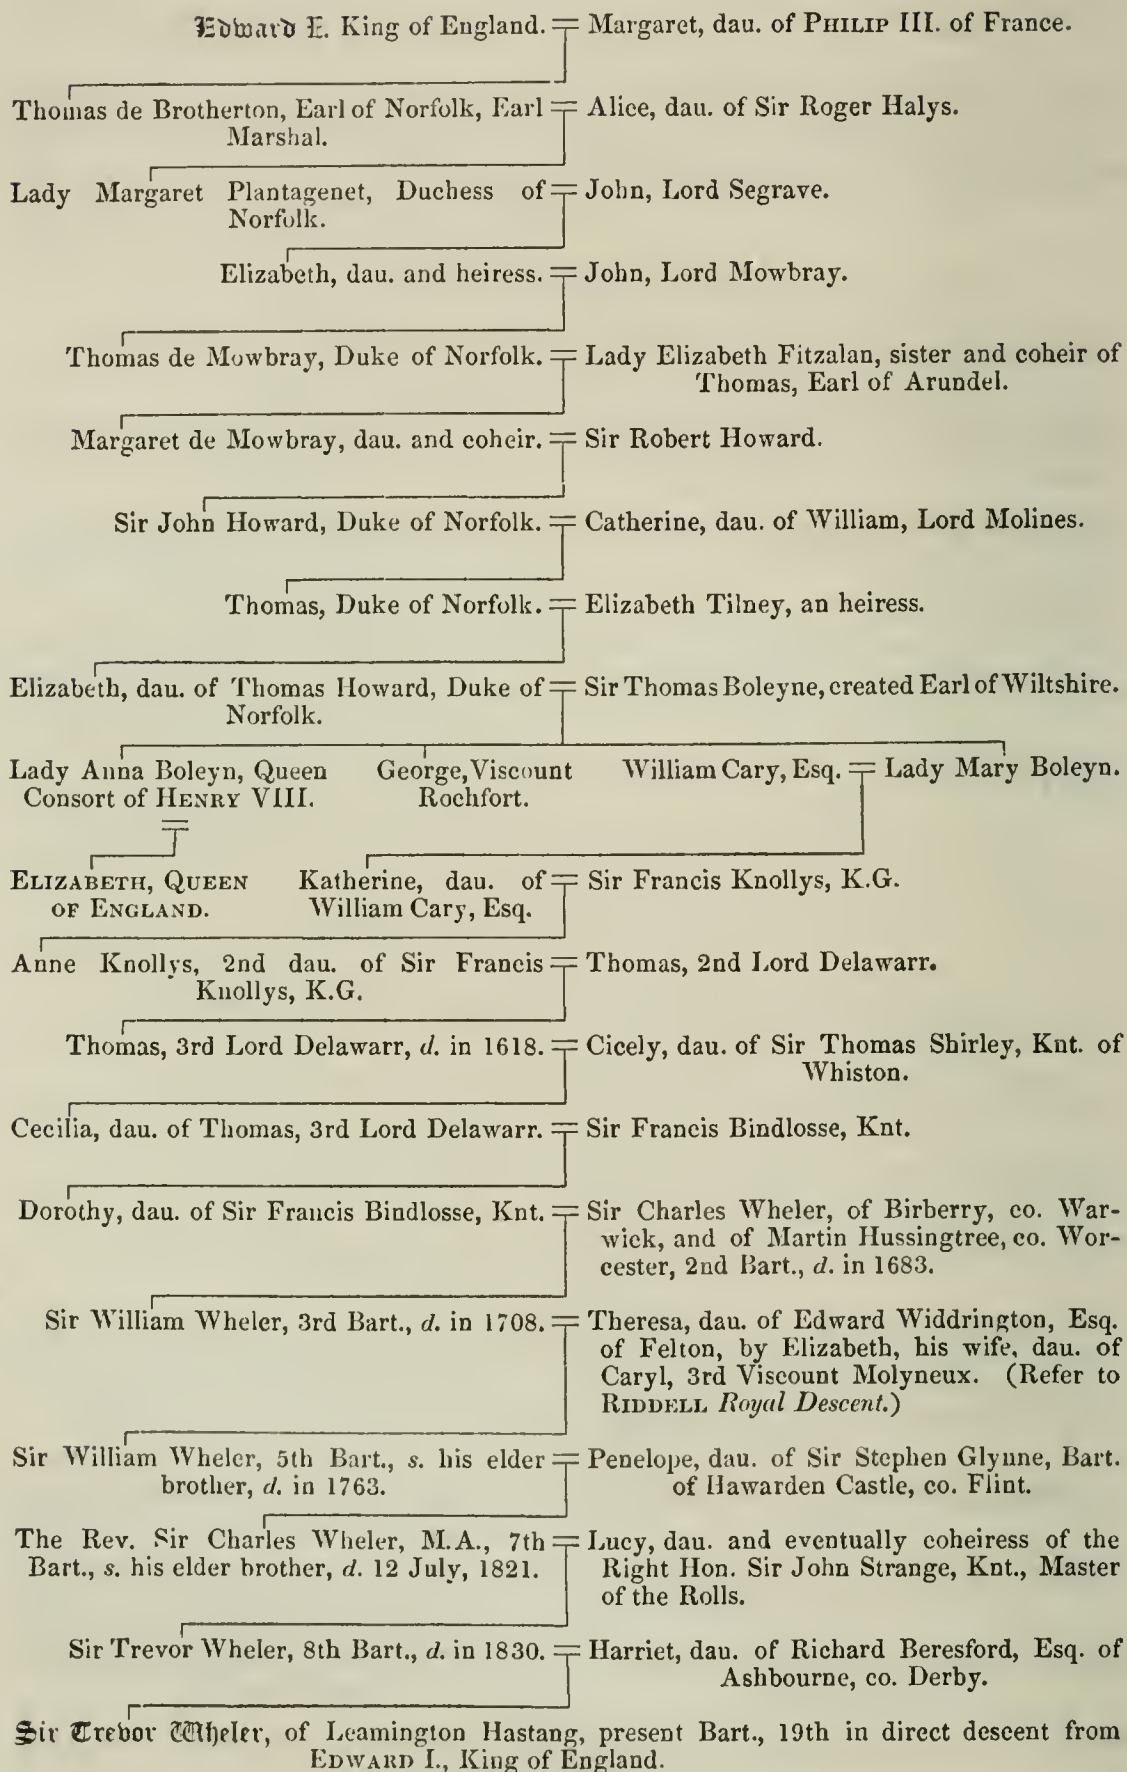 Edward I. King of England. = Margaret, dau. of PHILIP III. of France.
Thomas de Brotherton, Earl of Norfolk, Earl = Alice, dau. of Sir Roger Halys.
Marshal.
Lady Margaret Plantagenet, Duchess of = John, Lord Segrave.
Norfolk.
Elizabeth, dau. and heiress. = John, Lord Mowbray.
Thomas de Mowbray, Duke of Norfolk. = Lady Elizabeth Fitzalan, sister and coheir of
Thomas, Earl of Arundel.
Margaret de Mowbray, dau. and coheir. = Sir Robert Howard.
Sir John Howard, Duke of Norfolk. = Catherine, dau. of William, Lord Molines.
Thomas, Duke of Norfolk. = Elizabeth Tilney, an heiress.
Elizabeth, dau. of Thomas Howard, Duke of = Sir Thomas Boleyne, created Earl of Wiltshire.
Norfolk.
Lady Anna Boleyn, Queen
Consort of HENRY VIII.
George, Viscount
Rochfort.
William Cary, Esq. = Lady Mary Boleyn.
ELIZABETH, QUEEN
OF ENGLAND.
Katherine, dau. of = Sir Francis Knollys, K.G.
William Cary, Esq.
Anne Knollys, 2nd dau. of Sir Francis = Thomas, 2nd Lord Delawarr.
Knollys, K.G.
Thomas, 3rd Lord Delawarr, d. in 1618. = Cicely, dau. of Sir Thomas Shirley, Knt. of
Whiston.
Cecilia, dau. of Thomas, 3rd Lord Delawarr. = Sir Francis Bindlosse, Knt.
Dorothy, dau. of Sir Francis Bindlosse, Knt. = Sir Charles Wheler, of Birberry, co. War-
wick, and of Martin Hussingtree, co. Wor-
cester, 2nd Bart., d. in 1683.
Sir William Wheler, 3rd Bart., d. in 1708. = Theresa, dau. of Edward Widdrington, Esq.
of Felton, by Elizabeth, his wife, dau. of
Caryl, 3rd Viscount Molyneux. (Refer to
RIDDELL Royal Descent.)
Sir William Wheler, 5th Bart., s. his elder = Penelope, dau. of Sir Stephen Glynne, Bart.
brother, d. in 1763.
of Hawarden Castle, co. Flint.
The Rev. Sir Charles Wheler, M.A., 7th = Lucy, dau. and eventually coheiress of the
Bart., s. his elder brother, d. 12 July, 1821.
Right Hon. Sir John Strange, Knt., Master
of the Rolls.
Sir Trevor Wheler, 8th Bart., d. in 1830. = Harriet, dau. of Richard Beresford, Esq. of
Ashbourne, co. Derby.
Sir Trevor Wheler, of Leamington Hastang, present Bart., 19th in direct descent from
EDWARD I., King of England.